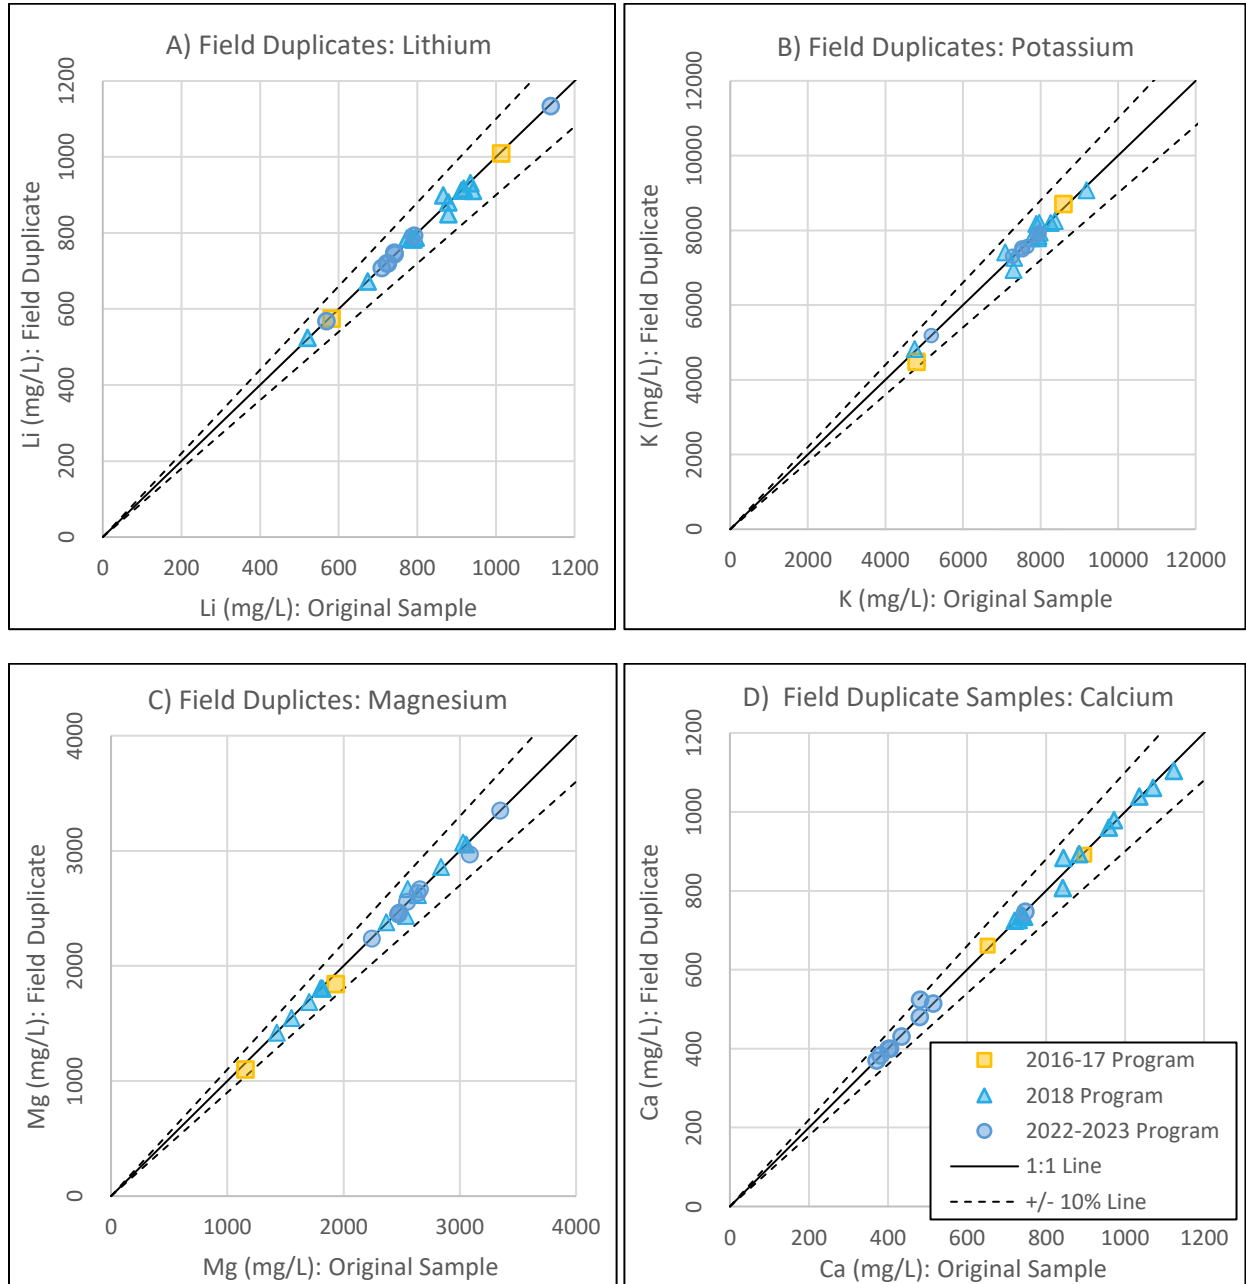 A) Field Duplicates: Lithium
Li (mg/L): Field Duplicate
1200
1000
800
600
400
200
0
0 200 400 600 800 1000 1200
Li (mg/L): Original Sample
B) Field Duplicates: Potassium
K (mg/L): Field Duplicate
12000
10000
8000
6000
4000
2000
0
0 2000 4000 6000 8000 10000 12000
K (mg/L): Original Sample
C) Field Duplictes: Magnesium
Mg (mg/L): Field Duplicate
4000
3000
2000
1000
0
0 1000 2000 3000 4000
Mg (mg/L): Original Sample
D) Field Duplicate Samples: Calcium
Ca (mg/L): Field Duplicate
1200
1000
800
600
400
200
0
0 200 400 600 800 1000 1200
Ca (mg/L): Original Sample
2016-17 Program
2018 Program
2022-2023 Program
1:1 Line
+/- 10% Line